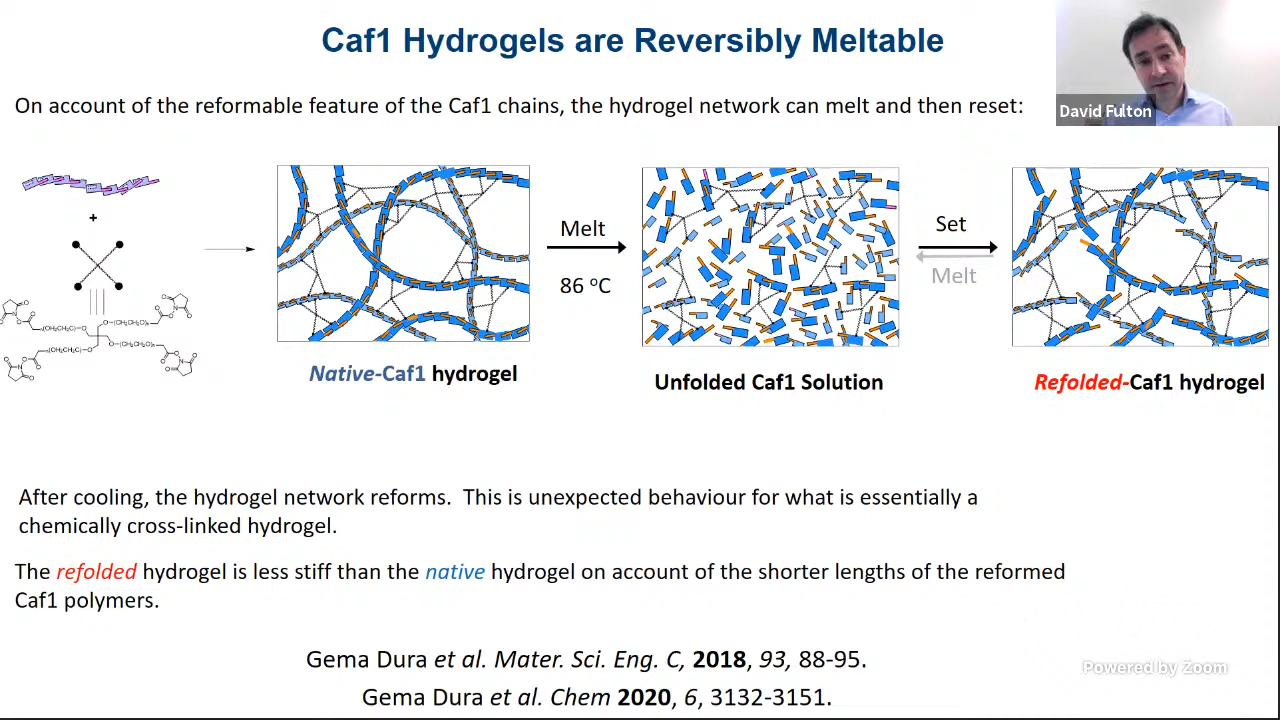 Caf1 Hydrogels are Reversibly Meltable
David Fulton
On account of the reformable feature of the Caf1 chains, the hydrogel network can melt and then reset:
+
Melt
86 °C
Set
Melt
Native-Caf1 hydrogel
Unfolded Caf1 Solution
Refolded-Caf1 hydrogel
After cooling, the hydrogel network reforms. This is unexpected behaviour for what is essentially a
chemically cross-linked hydrogel.
The refolded hydrogel is less stiff than the native hydrogel on account of the shorter lengths of the reformed
Caf1 polymers.
Gema Dura et al. Mater. Sci. Eng. C, 2018, 93, 88-95.
Powered by Zoom
Gema Dura et al. Chem 2020, 6, 3132-3151.